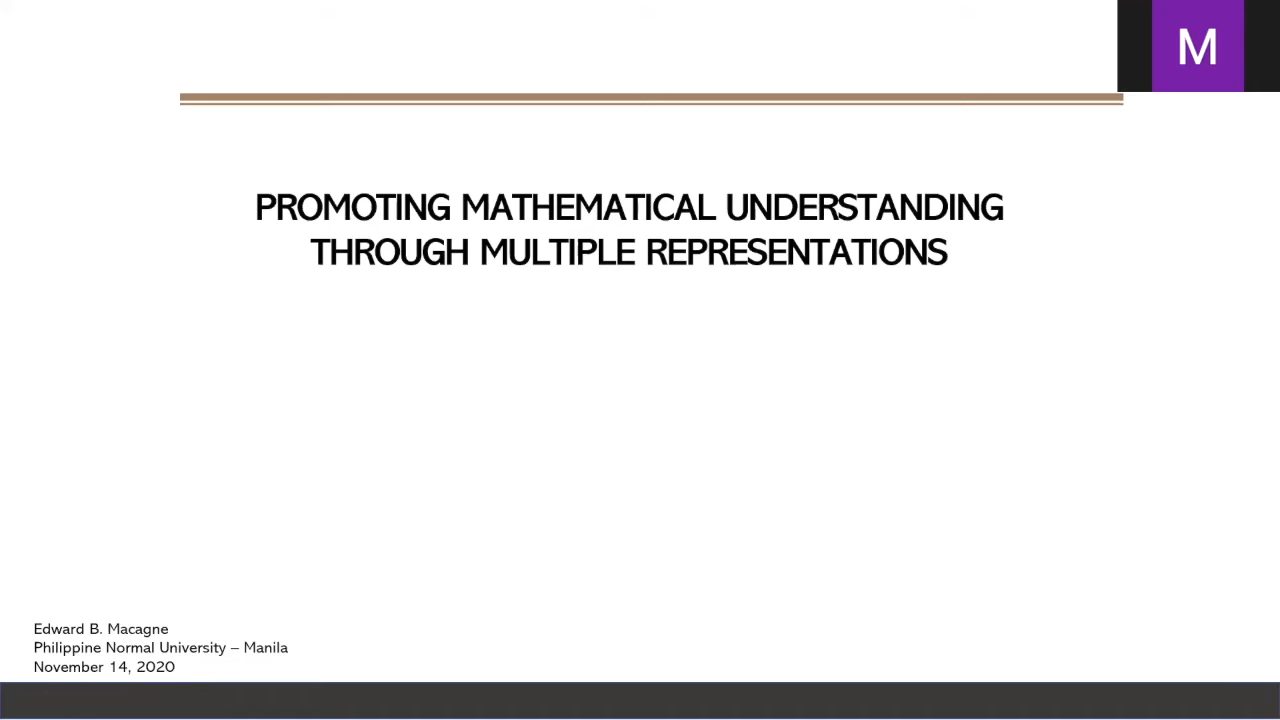 M
PROMOTING MATHEMATICAL UNDERSTANDING
THROUGH MULTIPLE REPRESENTATIONS
Edward B. Macagne
Philippine Normal University – Manila
November 14, 2020